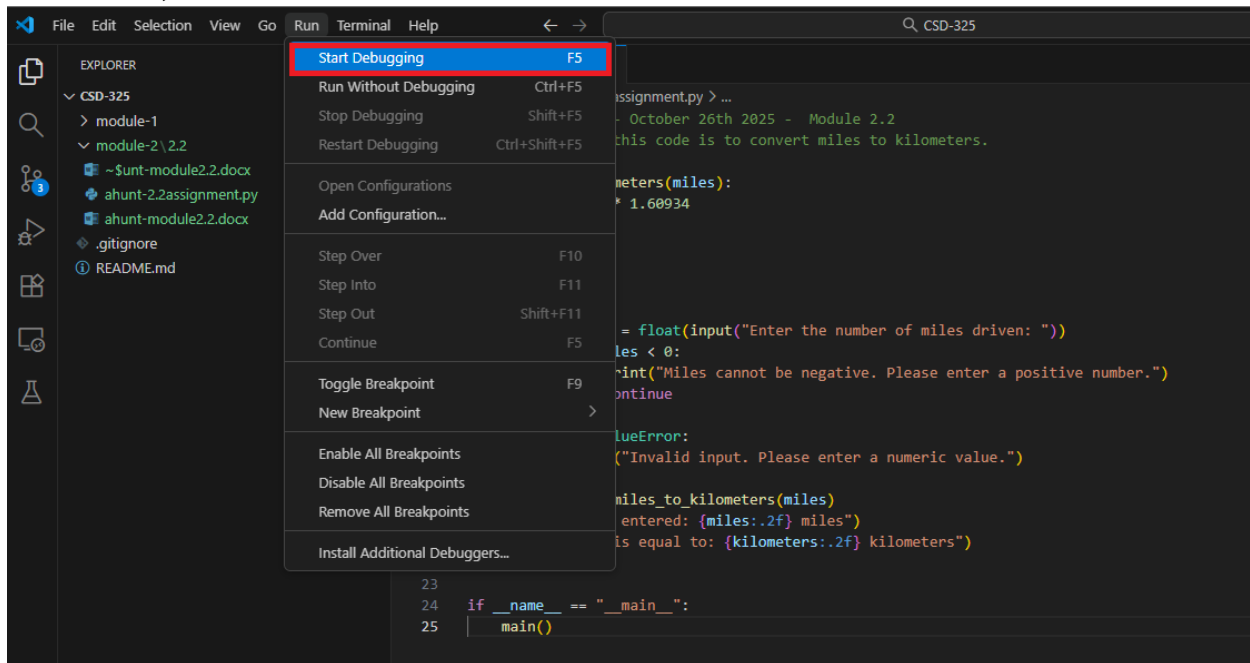 File Edit Selection View Go Run Terminal Help ← → CSD-325
EXPLORER
CSD-325
module-1
module-2\2.2
~$unt-module2.2.docx
ahunt-2.2assignment.py
ahunt-module2.2.docx
.gitignore
README.md
3
Start Debugging F5
Run Without Debugging Ctrl+F5
Stop Debugging Shift+F5
Restart Debugging Ctrl+Shift+F5
Open Configurations
Add Configuration...
Step Over F10
Step Into F11
Step Out Shift+F11
Continue F5
Toggle Breakpoint F9
New Breakpoint >
Enable All Breakpoints
Disable All Breakpoints
Remove All Breakpoints
Install Additional Debuggers...
ssignment.py > ...
- October 26th 2025 - Module 2.2
this code is to convert miles to kilometers.
meters(miles):
* 1.60934
= float(input("Enter the number of miles driven: "))
les < 0:
rint("Miles cannot be negative. Please enter a positive number.")
ontinue
lueError:
("Invalid input. Please enter a numeric value.")
miles_to_kilometers(miles)
entered: {miles:.2f} miles")
is equal to: {kilometers:.2f} kilometers")
23
24 if __name__ == "__main__":
25 main()